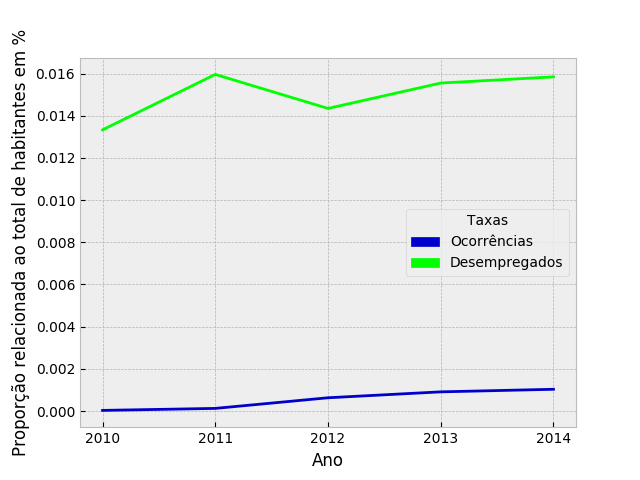 Proporção relacionada ao total de habitantes em %
0.016
0.014
0.012
0.010
0.008
0.006
0.004
0.002
0.000
Taxas
Ocorrências
Desempregados
2010 2011 2012 2013 2014
Ano